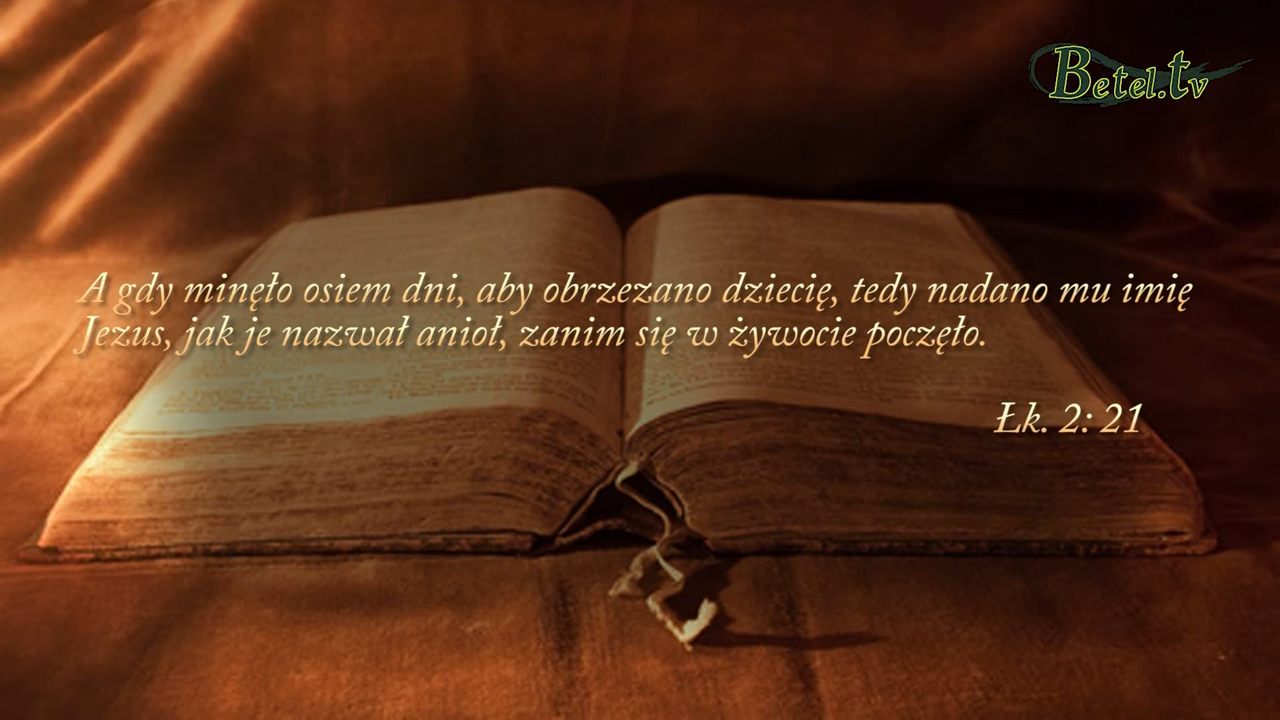 Betel.tv
A gdy minęło osiem dni, aby obrzezano dziecię, tedy nadano mu imię
Jezus, jak je nazwał anioł, zanim się w żywocie poczęło.
Łk. 2: 21